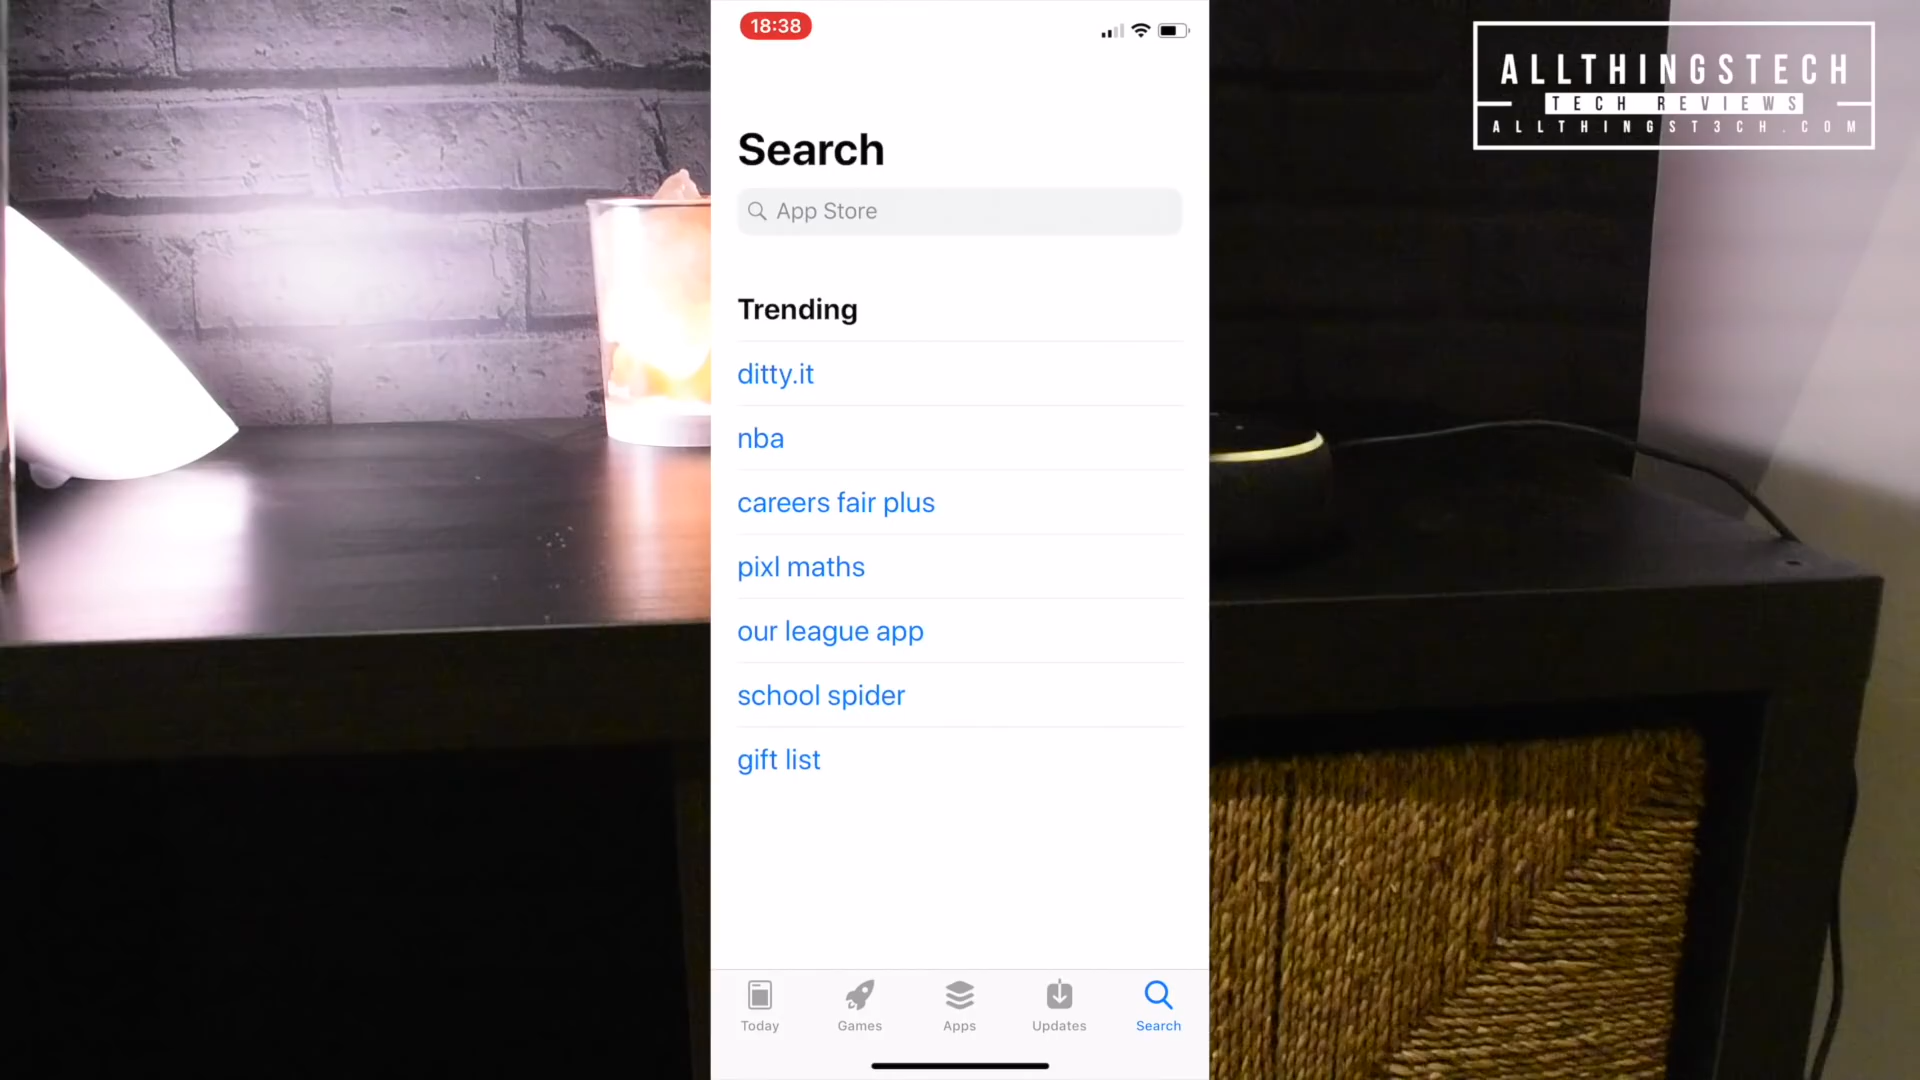 18:38
ALLTHINGSTECH
TECH REVIEWS
ALLTHINGST3CH.COM
Search
App Store
Trending
ditty.it
nba
careers fair plus
pixl maths
our league app
school spider
gift list
Today
Games
Apps
Updates
Search